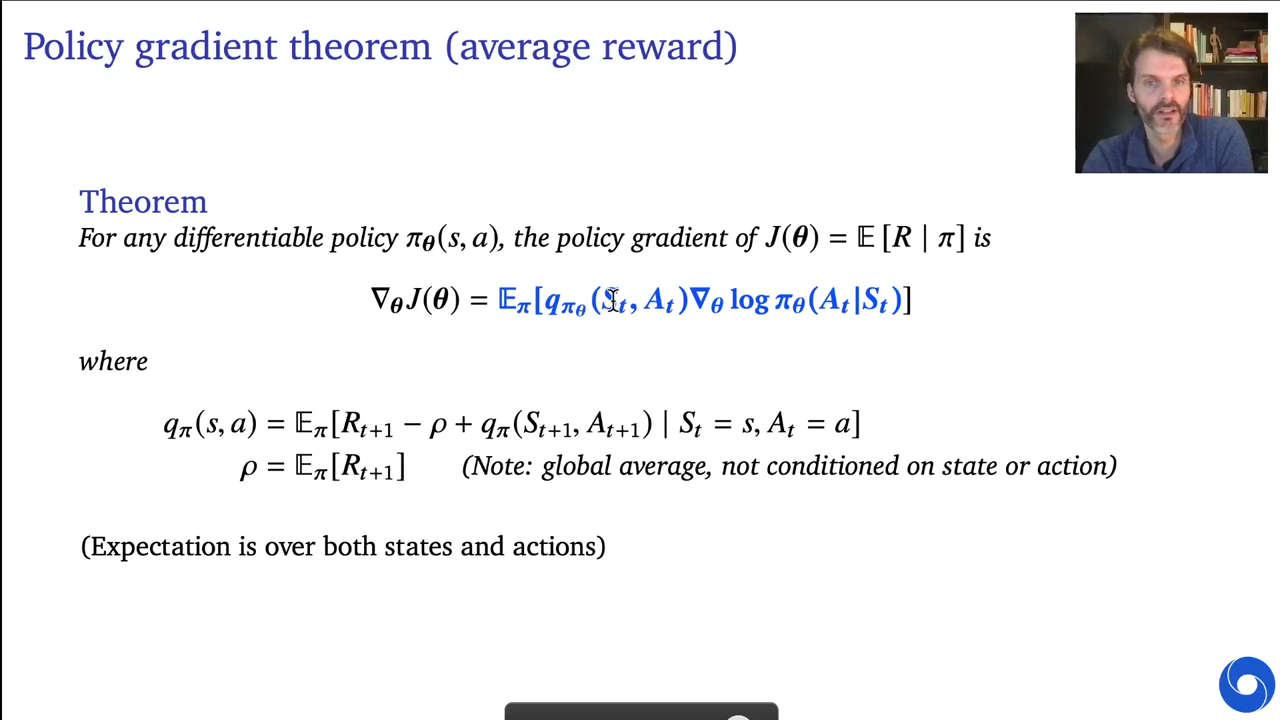 Policy gradient theorem (average reward)
Theorem
For any differentiable policy π_θ(s, a), the policy gradient of J(θ) = 𝔼 [R | π] is
∇_θ J(θ) = 𝔼_π[q_{π_θ}(S_t, A_t)∇_θ log π_θ(A_t|S_t)]
where
q_π(s, a) = 𝔼_π[R_{t+1} − ρ + q_π(S_{t+1}, A_{t+1}) | S_t = s, A_t = a]
ρ = 𝔼_π[R_{t+1}] (Note: global average, not conditioned on state or action)
(Expectation is over both states and actions)